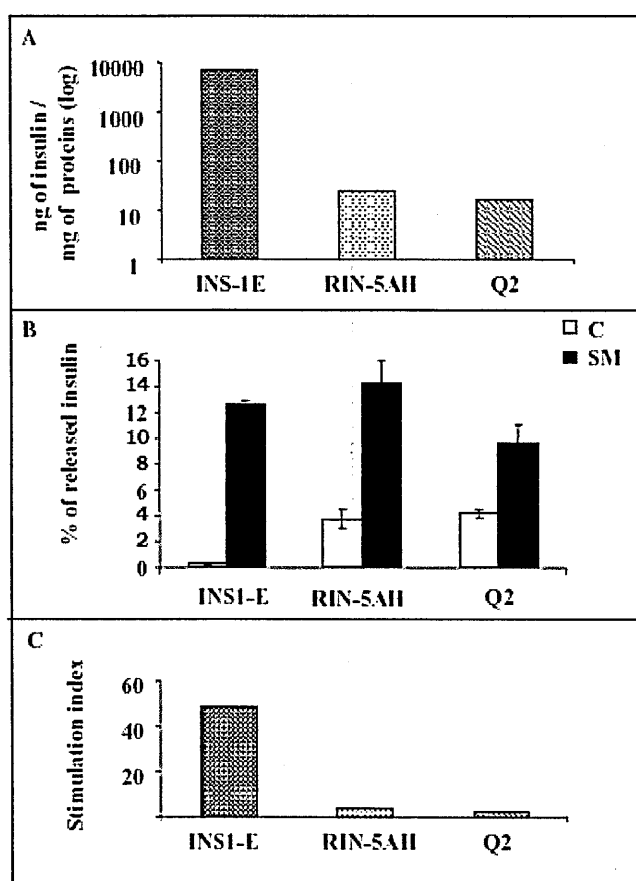 A
ng of insulin /
mg of proteins (log)
10000
1000
100
10
1
INS-1E RIN-5AH Q2
B
C
SM
% of released insulin
16
14
12
10
8
6
4
2
0
INS1-E RIN-5AH Q2
C
Stimulation index
60
40
20
INS1-E RIN-5AH Q2